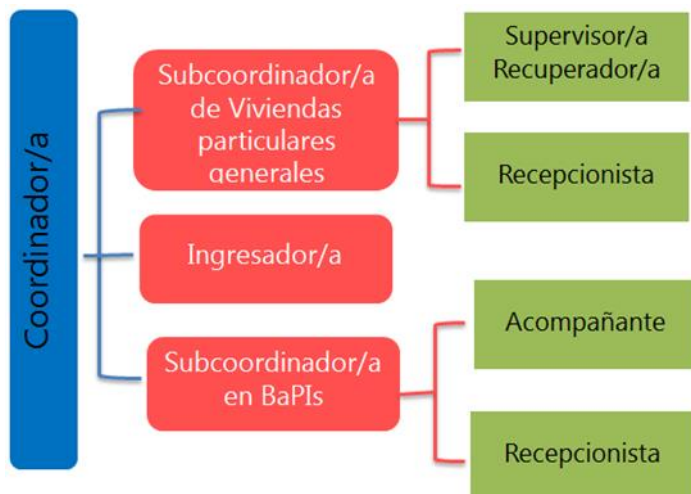 Coordinador/a
Subcoordinador/a
de Viviendas
particulares
generales
Supervisor/a
Recuperador/a
Recepcionista
Ingresador/a
Subcoordinador/a
en BaPIs
Acompañante
Recepcionista